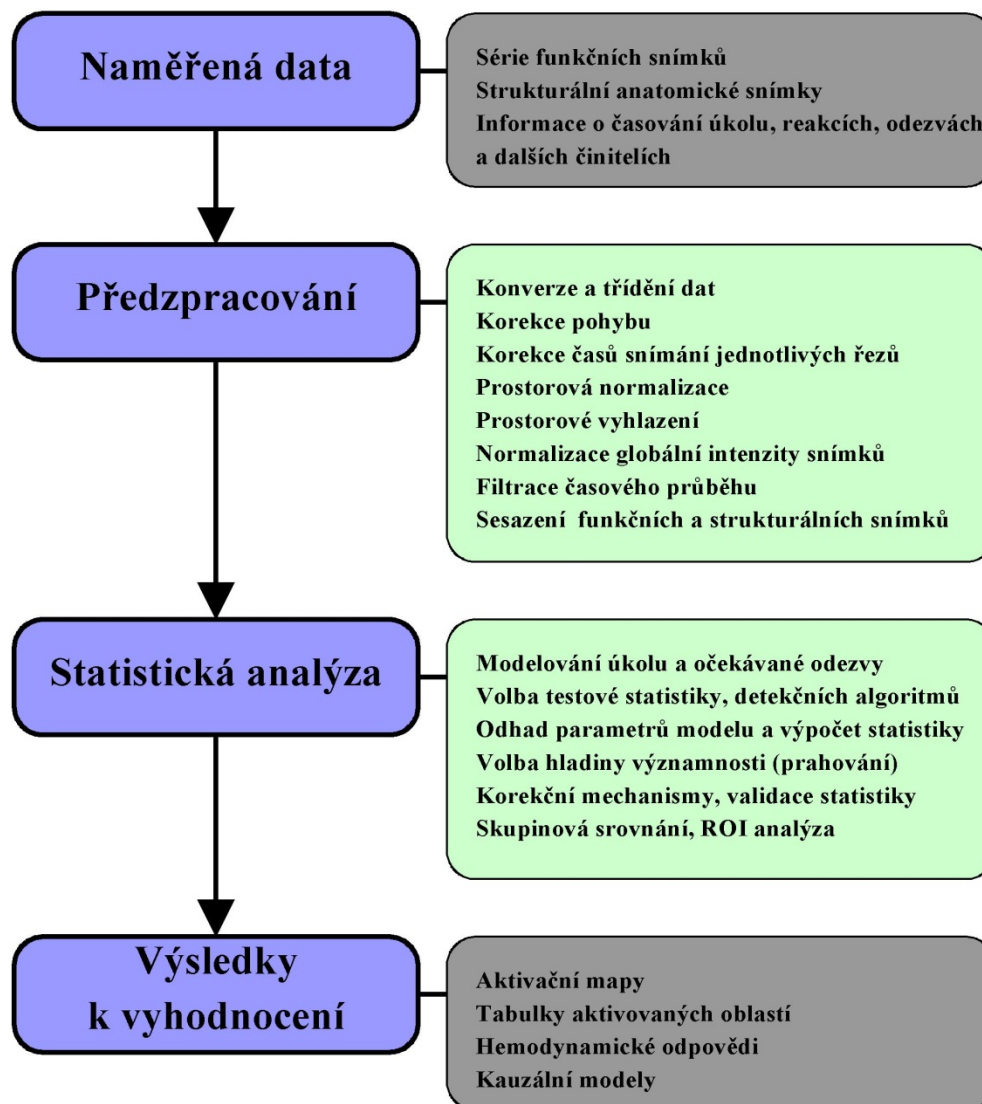 Naměřená data
Série funkčních snímků
Strukturální anatomické snímky
Informace o časování úkolu, reakcích, odezvách
a dalších činitelích
Předzpracování
Konverze a třídění dat
Korekce pohybu
Korekce časů snímání jednotlivých řezů
Prostorová normalizace
Prostorové vyhlazení
Normalizace globální intenzity snímků
Filtrace časového průběhu
Sesazení funkčních a strukturálních snímků
Statistická analýza
Modelování úkolu a očekávané odezvy
Volba testové statistiky, detekčních algoritmů
Odhad parametrů modelu a výpočet statistiky
Volba hladiny významnosti (prahování)
Korekční mechanismy, validace statistiky
Skupinová srovnání, ROI analýza
Výsledky
k vyhodnocení
Aktivační mapy
Tabulky aktivovaných oblastí
Hemodynamické odpovědi
Kauzální modely